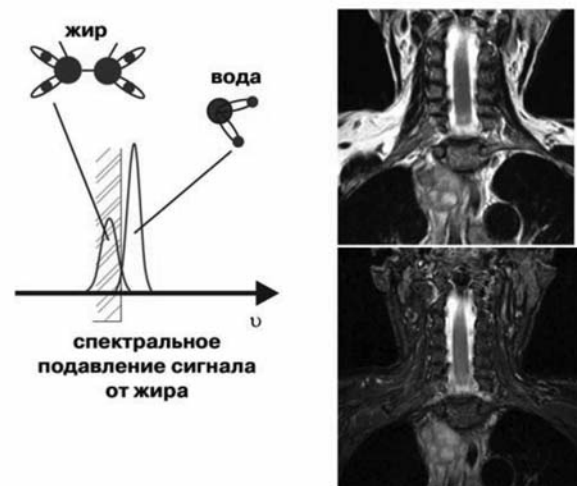 жир
вода
υ
спектральное
подавление сигнала
от жира